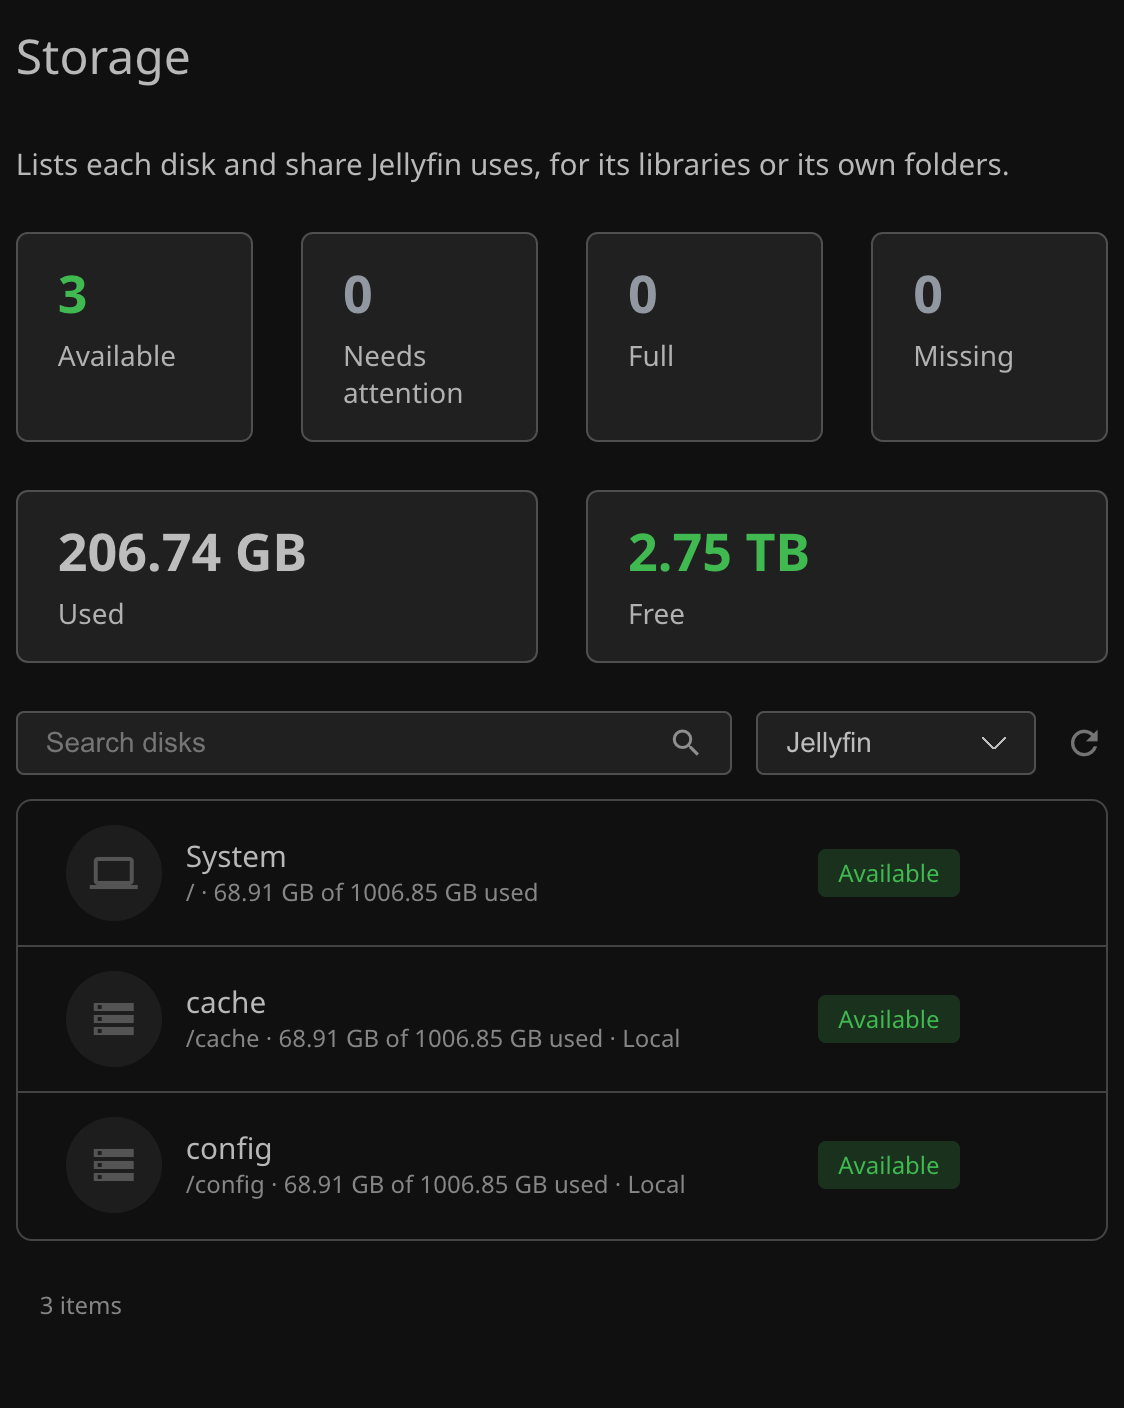 Storage
Lists each disk and share Jellyfin uses, for its libraries or its own folders.
3
Available
0
Needs
attention
0
Full
0
Missing
206.74 GB
Used
2.75 TB
Free
Search disks
Jellyfin
System
/ · 68.91 GB of 1006.85 GB used
Available
cache
/cache · 68.91 GB of 1006.85 GB used · Local
Available
config
/config · 68.91 GB of 1006.85 GB used · Local
Available
3 items